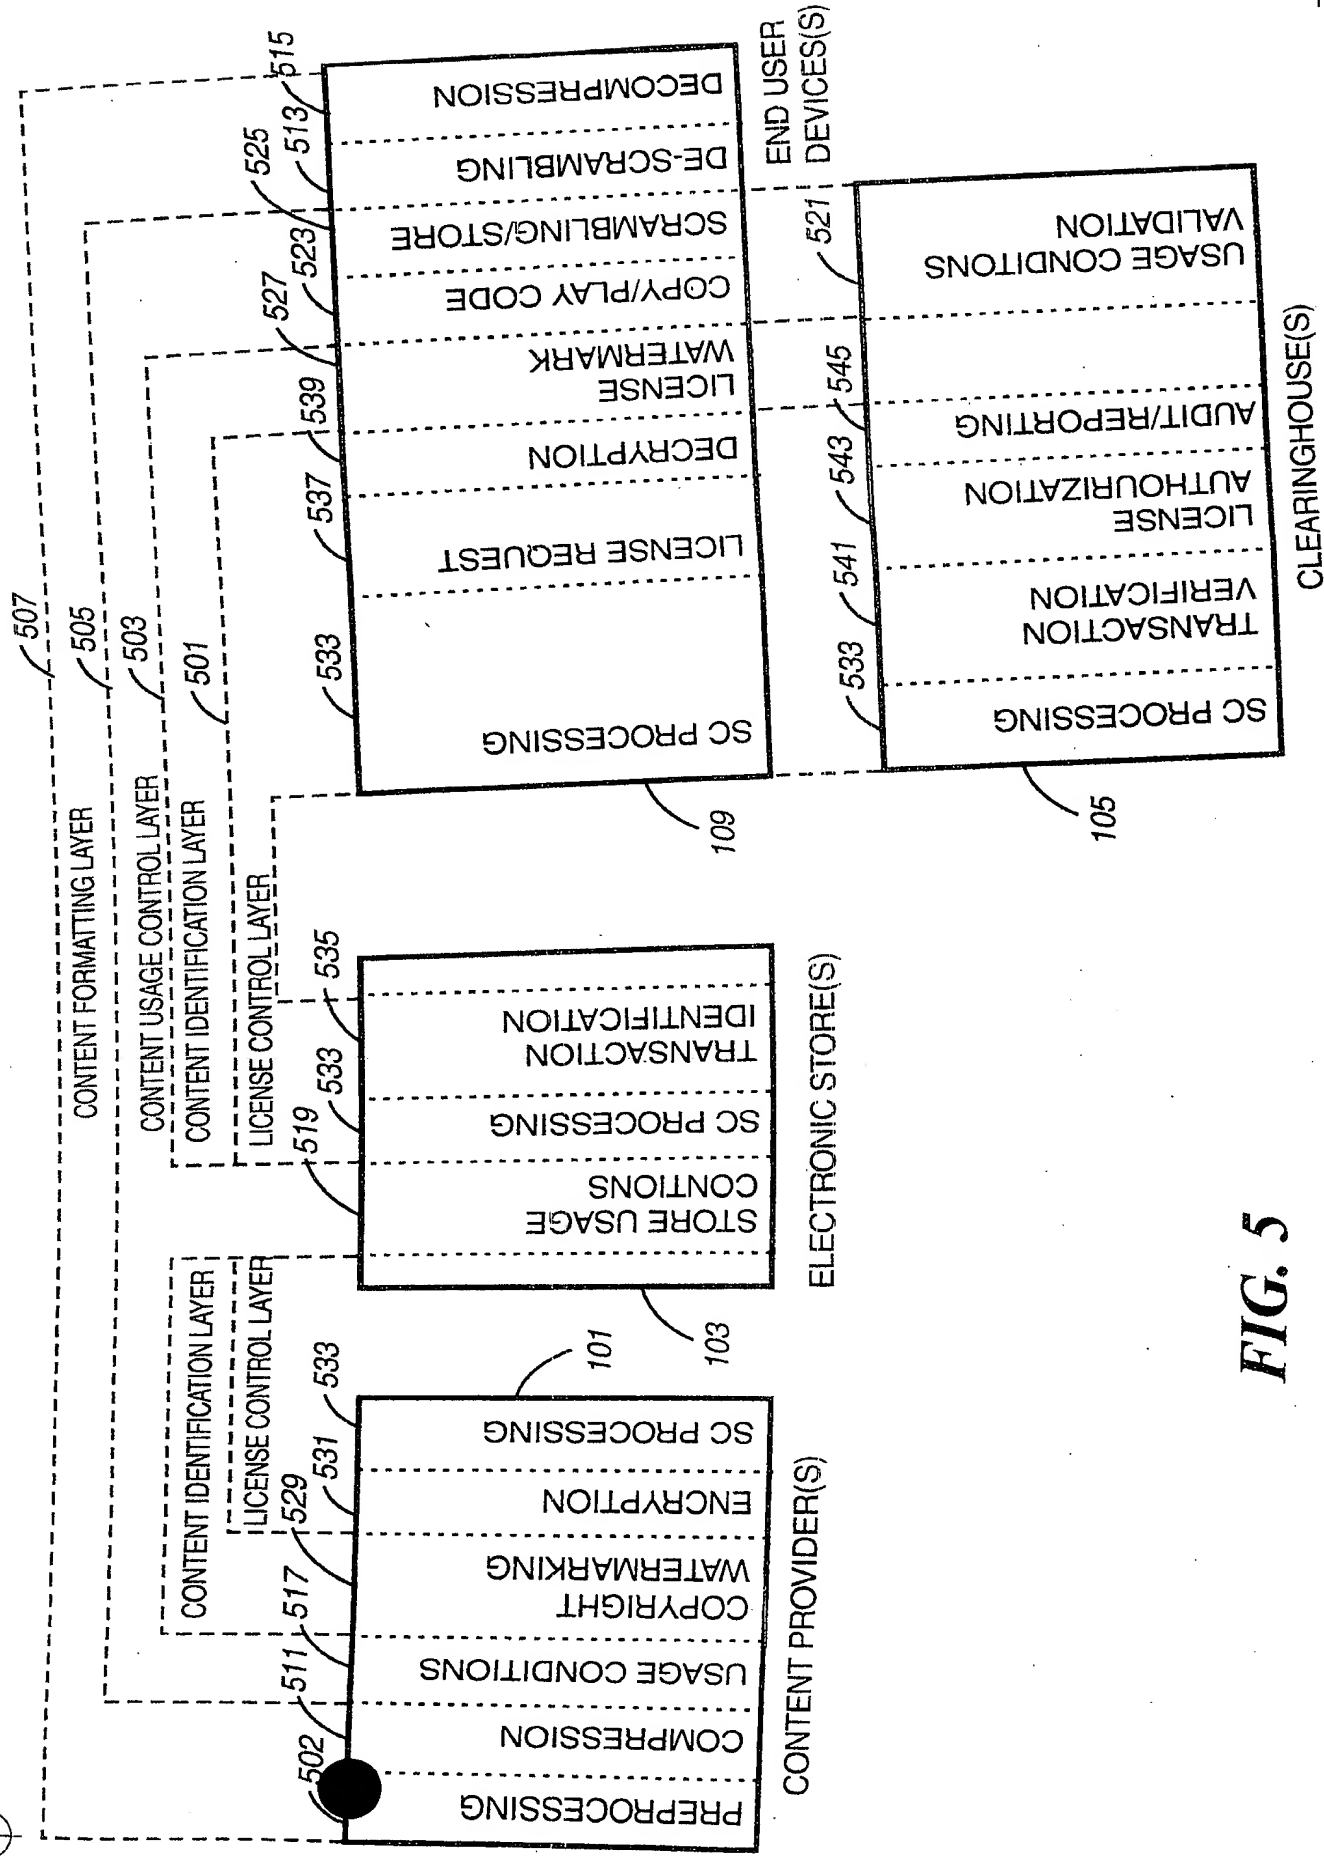 507
CONTENT FORMATTING LAYER
505
CONTENT USAGE CONTROL LAYER
503
CONTENT IDENTIFICATION LAYER
CONTENT IDENTIFICATION LAYER
501
LICENSE CONTROL LAYER
LICENSE CONTROL LAYER
502
511
517
529
531
533
PREPROCESSING
COMPRESSION
USAGE CONDITIONS
COPYRIGHT
WATERMARKING
ENCRYPTION
SC PROCESSING
101
CONTENT PROVIDER(S)
519
533
535
STORE USAGE
CONTIONS
SC PROCESSING
TRANSACTION
IDENTIFICATION
103
ELECTRONIC STORE(S)
533
537
539
527
523
525
513
515
SC PROCESSING
LICENSE REQUEST
DECRYPTION
LICENSE
WATERMARK
COPY/PLAY CODE
SCRAMBLING/STORE
DE-SCRAMBLING
DECOMPRESSION
109
END USER
DEVICES(S)
533
541
543
545
521
SC PROCESSING
TRANSACTION
VERIFICATION
LICENSE
AUTHOURIZATION
AUDIT/REPORTING
USAGE CONDITONS
VALIDATION
105
CLEARINGHOUSE(S)
FIG. 5